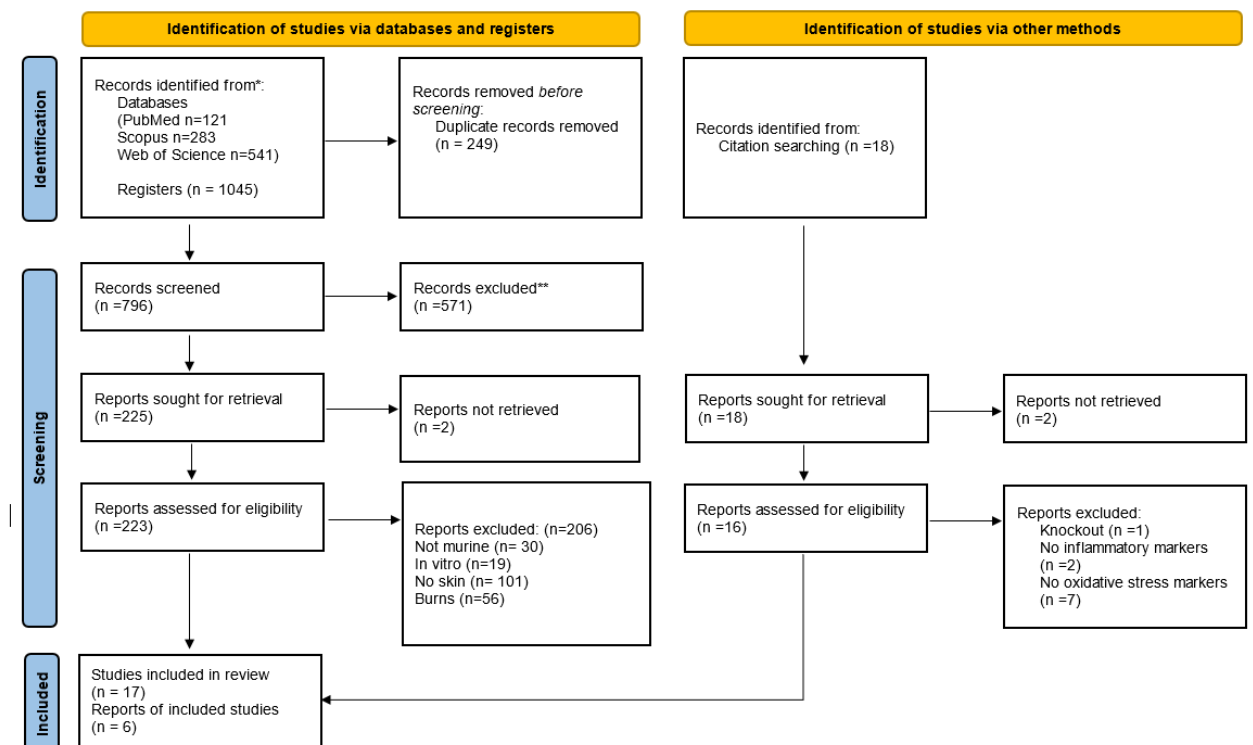 Identification of studies via databases and registers
Identification of studies via other methods
Identification
Records identified from*:
Databases
(PubMed n=121
Scopus n=283
Web of Science n=541)
Registers (n = 1045)
Records removed before
screening:
Duplicate records removed
(n = 249)
Records identified from:
Citation searching (n =18)
Screening
Records screened
(n =796)
Records excluded**
(n =571)
Reports sought for retrieval
(n =225)
Reports not retrieved
(n =2)
Reports sought for retrieval
(n =18)
Reports not retrieved
(n =2)
Reports assessed for eligibility
(n =223)
Reports excluded: (n=206)
Not murine (n= 30)
In vitro (n=19)
No skin (n= 101)
Burns (n=56)
Reports assessed for eligibility
(n =16)
Reports excluded:
Knockout (n =1)
No inflammatory markers
(n =2)
No oxidative stress markers
(n =7)
Included
Studies included in review
(n = 17)
Reports of included studies
(n = 6)